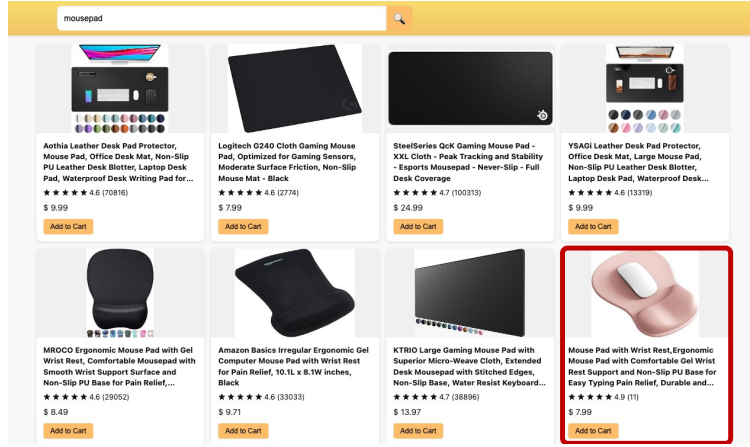 mousepad
Aothia Leather Desk Pad Protector,
Mouse Pad, Office Desk Mat, Non-Slip
PU Leather Desk Blotter, Laptop Desk
Pad, Waterproof Desk Writing Pad for...
★ ★ ★ ★ ★ 4.6 (70816)
$ 9.99
Add to Cart
Logitech G240 Cloth Gaming Mouse
Pad, Optimized for Gaming Sensors,
Moderate Surface Friction, Non-Slip
Mouse Mat - Black
★ ★ ★ ★ ★ 4.6 (2774)
$ 7.99
Add to Cart
SteelSeries QcK Gaming Mouse Pad -
XXL Cloth - Peak Tracking and Stability
- Esports Mousepad - Never-Slip - Full
Desk Coverage
★ ★ ★ ★ ★ 4.7 (100313)
$ 24.99
Add to Cart
YSAGi Leather Desk Pad Protector,
Office Desk Mat, Large Mouse Pad,
Non-Slip PU Leather Desk Blotter,
Laptop Desk Pad, Waterproof Desk...
★ ★ ★ ★ ★ 4.6 (13319)
$ 9.99
Add to Cart
MROCO Ergonomic Mouse Pad with Gel
Wrist Rest, Comfortable Mousepad with
Smooth Wrist Support Surface and
Non-Slip PU Base for Pain Relief,...
★ ★ ★ ★ ★ 4.6 (29052)
$ 8.49
Add to Cart
Amazon Basics Irregular Ergonomic Gel
Computer Mouse Pad with Wrist Rest
for Pain Relief, 10.1L x 8.1W inches,
Black
★ ★ ★ ★ ★ 4.6 (33033)
$ 9.71
Add to Cart
KTRIO Large Gaming Mouse Pad with
Superior Micro-Weave Cloth, Extended
Desk Mousepad with Stitched Edges,
Non-Slip Base, Water Resist Keyboard...
★ ★ ★ ★ ★ 4.7 (38896)
$ 13.97
Add to Cart
Mouse Pad with Wrist Rest,Ergonomic
Mouse Pad with Comfortable Gel Wrist
Rest Support and Non-Slip PU Base for
Easy Typing Pain Relief, Durable and...
★ ★ ★ ★ ★ 4.9 (11)
$ 7.99
Add to Cart